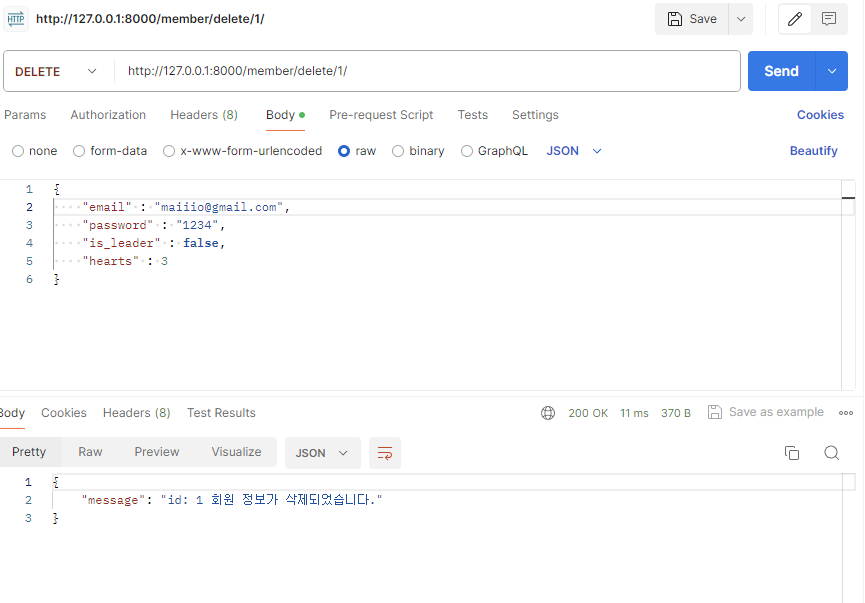 HTTP http://127.0.0.1:8000/member/delete/1/ Save
DELETE http://127.0.0.1:8000/member/delete/1/ Send
Params Authorization Headers (8) Body Pre-request Script Tests Settings Cookies
none form-data x-www-form-urlencoded raw binary GraphQL JSON Beautify
1 {
2 "email" : "maiiio@gmail.com",
3 "password" : "1234",
4 "is_leader" : false,
5 "hearts" : 3
6 }
Body Cookies Headers (8) Test Results 200 OK 11 ms 370 B Save as example
Pretty Raw Preview Visualize JSON
1 {
2 "message": "id: 1 회원 정보가 삭제되었습니다."
3 }